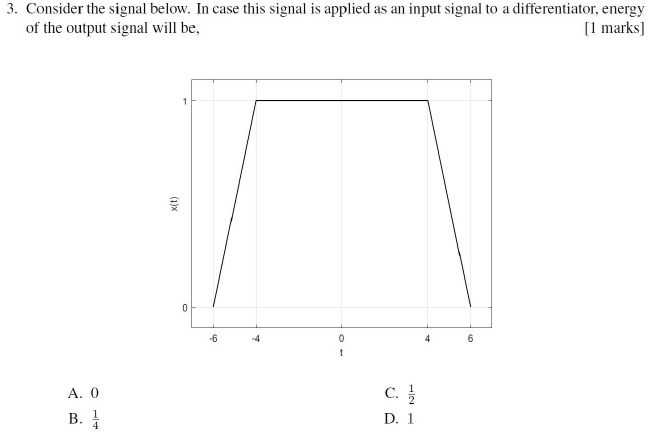 3. Consider the signal below. In case this signal is applied as an input signal to a differentiator, energy
of the output signal will be, [1 marks]
1
x(t)
0
-6 -4 0 4 6
t
A. 0 C. 1/2
B. 1/4 D. 1